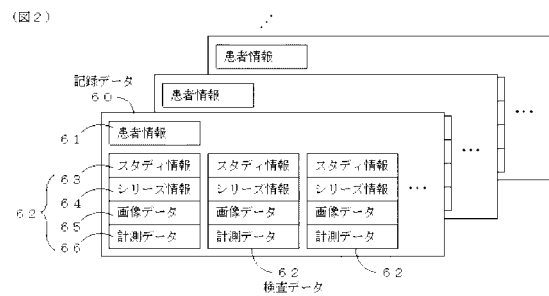 (図2)
患者情報
記録データ
60
患者情報
61
患者情報
63 スタディ情報 スタディ情報 スタディ情報
64 シリーズ情報 シリーズ情報 シリーズ情報
62
65 画像データ 画像データ 画像データ
66 計測データ 計測データ 計測データ
62 62
検査データ